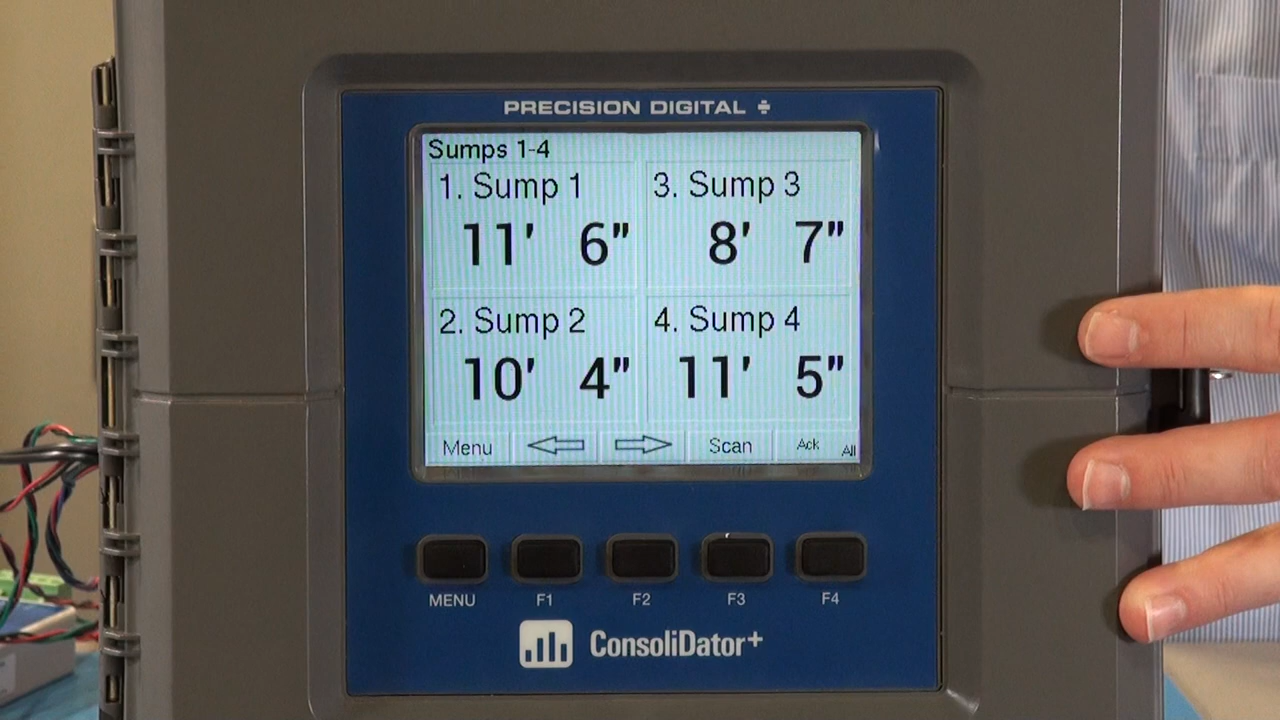 PRECISION DIGITAL
Sumps 1-4
1. Sump 1
11' 6"
3. Sump 3
8' 7"
2. Sump 2
10' 4"
4. Sump 4
11' 5"
Menu Scan Ack All
MENU F1 F2 F3 F4
ConsoliDator+